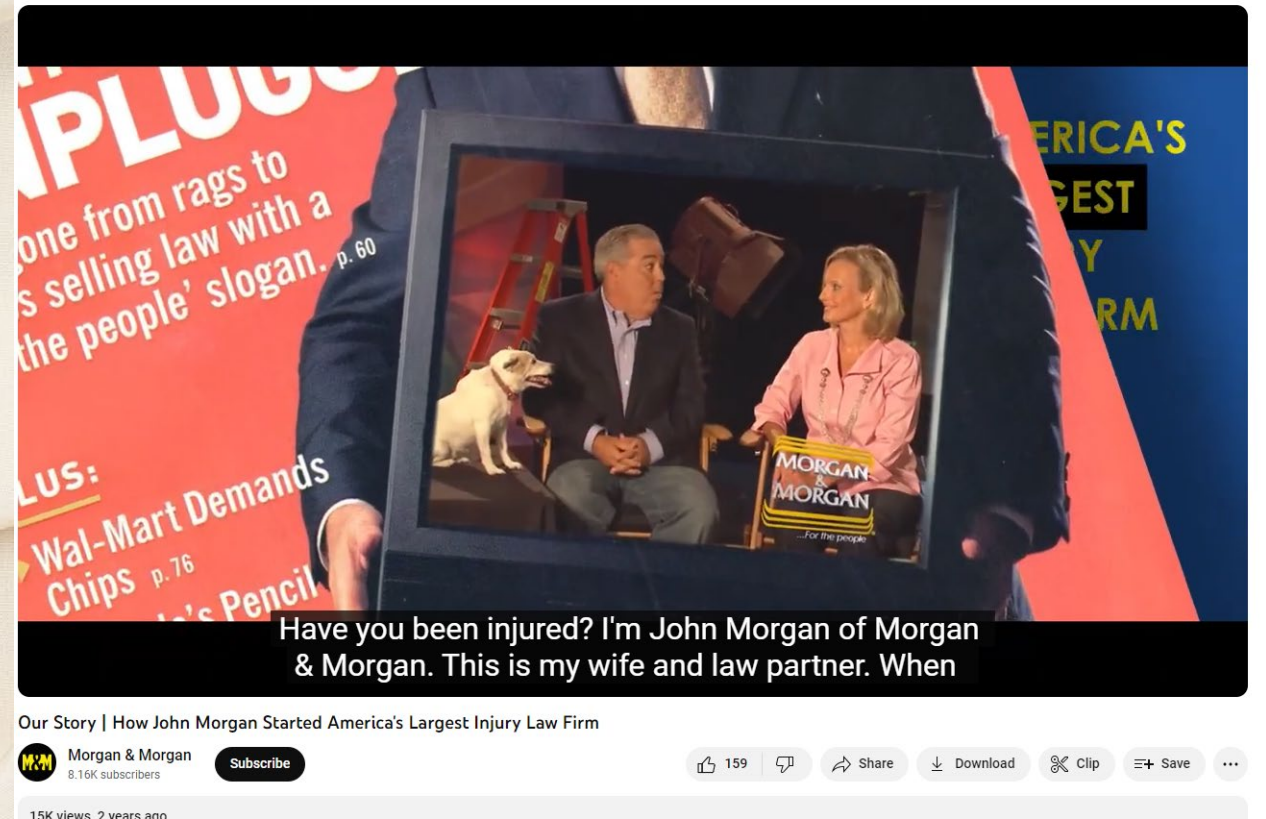 NPLUGGE
one from rags to
s selling law with a
the people' slogan. p. 60
LUS:
Wal-Mart Demands
Chips p. 76
's Pencil
ERICA'S
GEST
Y
RM
MORGAN
&
MORGAN
...For the people
Have you been injured? I'm John Morgan of Morgan
& Morgan. This is my wife and law partner. When
Our Story | How John Morgan Started America's Largest Injury Law Firm
M&M
Morgan & Morgan
8.16K subscribers
Subscribe
159
Share
Download
Clip
Save
15K views 2 years ago